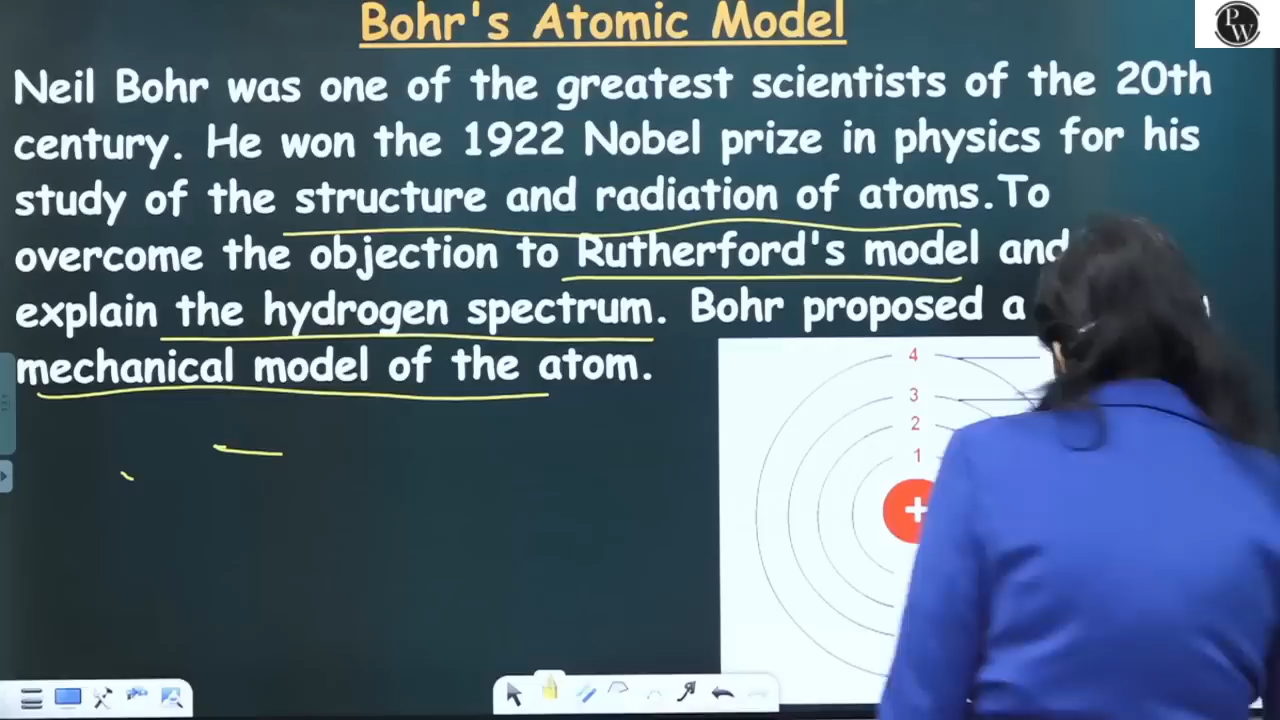 Bohr's Atomic Model
PW
Neil Bohr was one of the greatest scientists of the 20th
century. He won the 1922 Nobel prize in physics for his
study of the structure and radiation of atoms.To
overcome the objection to Rutherford's model and
explain the hydrogen spectrum. Bohr proposed a
mechanical model of the atom.
4
3
2
1
+